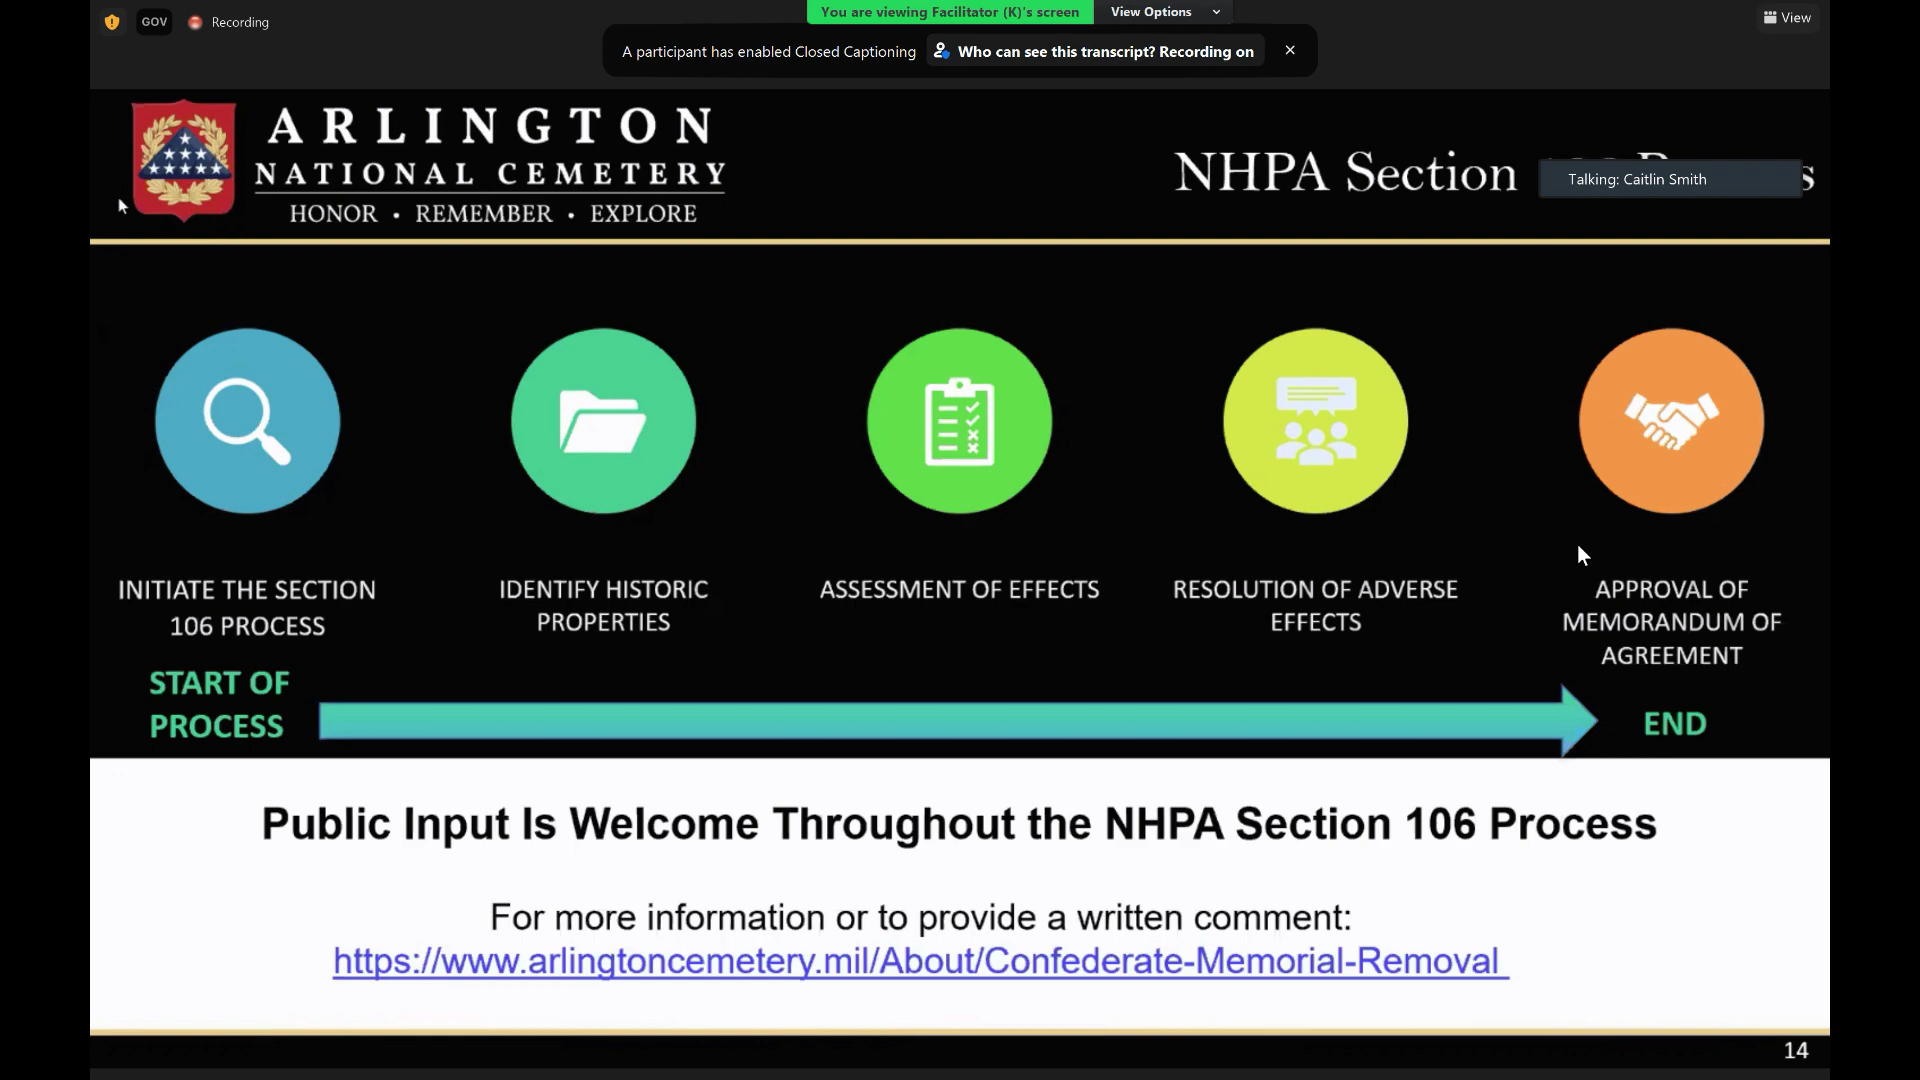 You are viewing Facilitator (K)'s screen
View Options
GOV
Recording
View
A participant has enabled Closed Captioning
Who can see this transcript? Recording on
ARLINGTON
NATIONAL CEMETERY
HONOR • REMEMBER • EXPLORE
NHPA Section
Talking: Caitlin Smith
INITIATE THE SECTION
106 PROCESS
IDENTIFY HISTORIC
PROPERTIES
ASSESSMENT OF EFFECTS
RESOLUTION OF ADVERSE
EFFECTS
APPROVAL OF
MEMORANDUM OF
AGREEMENT
START OF
PROCESS
END
Public Input Is Welcome Throughout the NHPA Section 106 Process
For more information or to provide a written comment:
https://www.arlingtoncemetery.mil/About/Confederate-Memorial-Removal
14